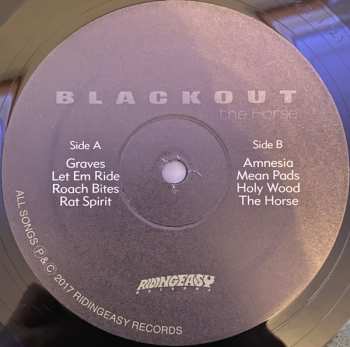 BLACKOUT
the Horse
Side A
Graves
Let Em Ride
Roach Bites
Rat Spirit
Side B
Amnesia
Mean Pads
Holy Wood
The Horse
RIDINGEASY
RECORDS
ALL SONGS (P & C) 2017 RIDINGEASY RECORDS